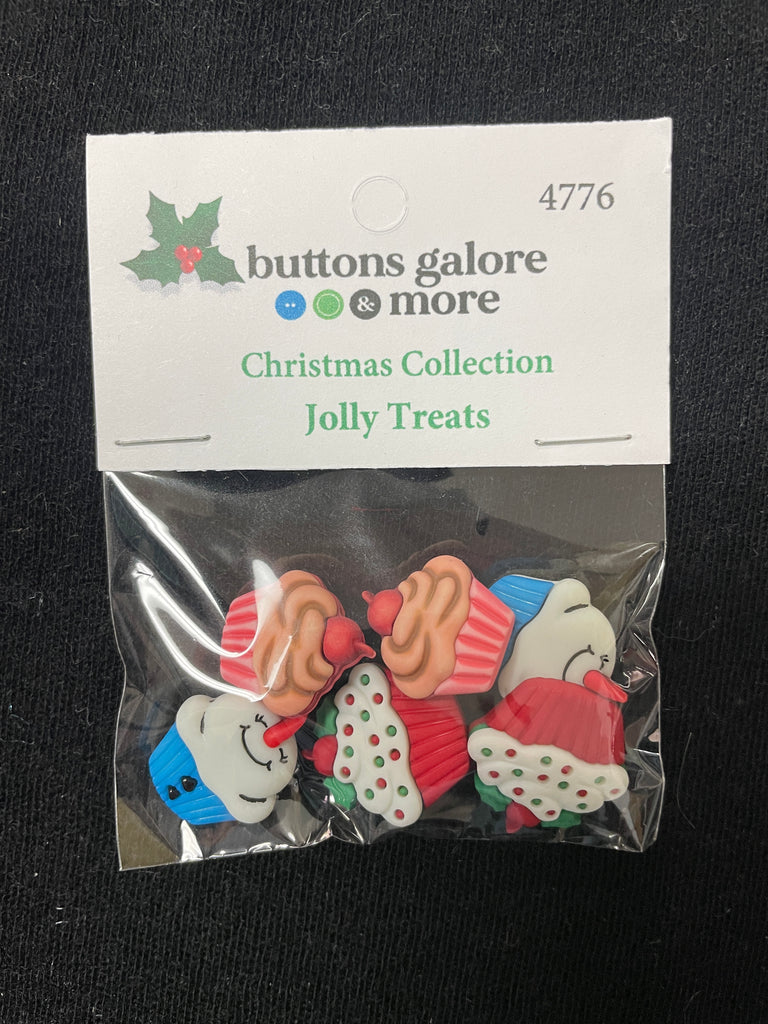 4776
buttons galore
& more
Christmas Collection
Jolly Treats